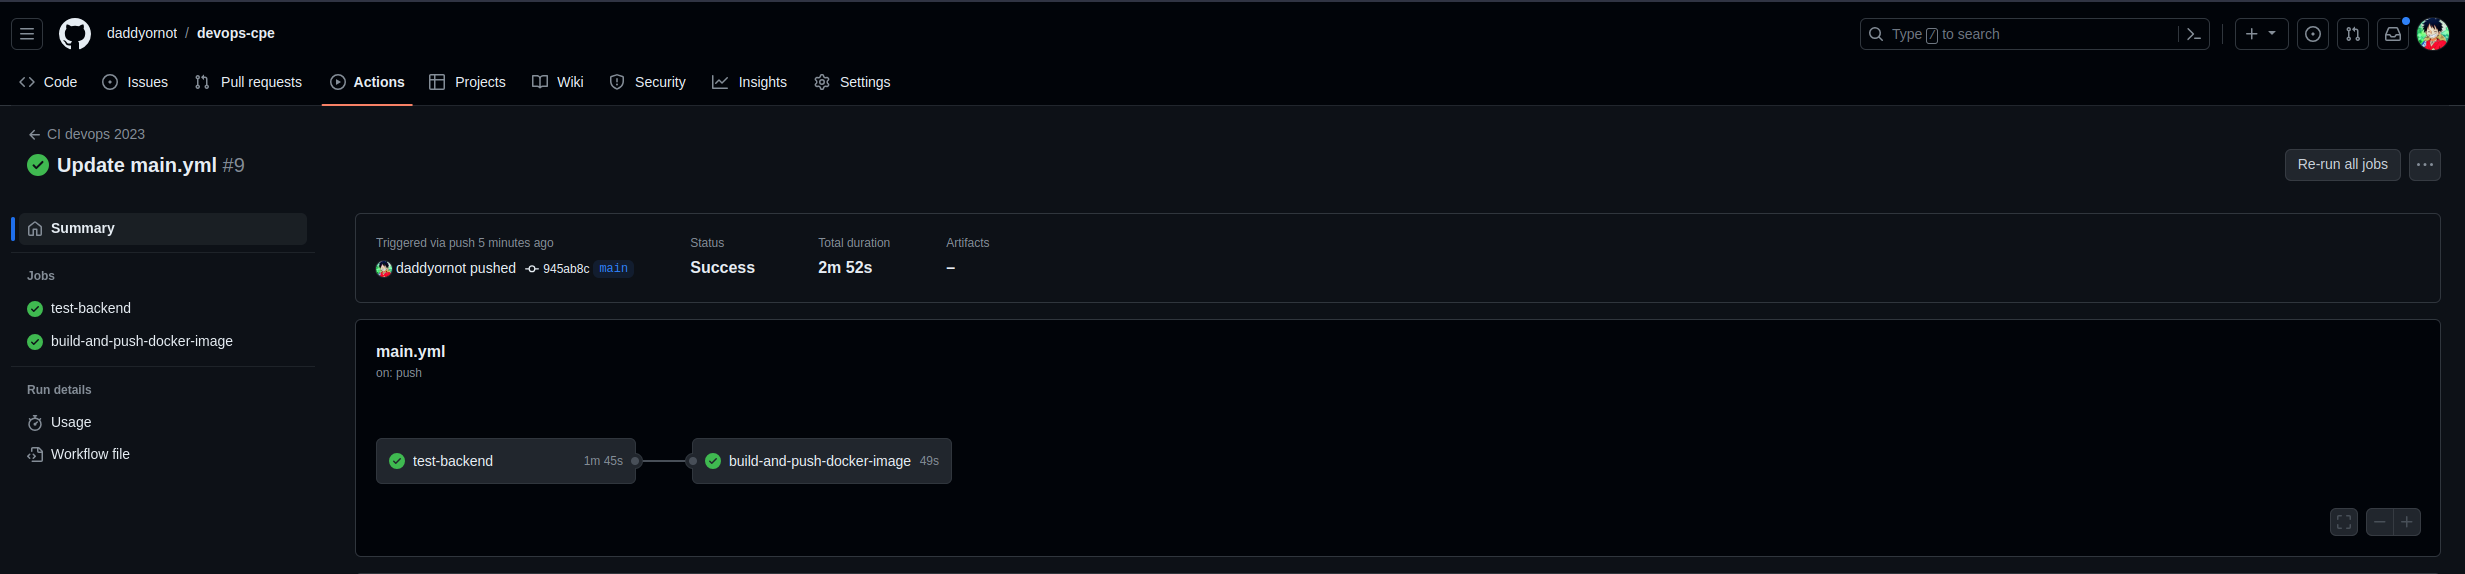 daddyornot / devops-cpe
Type / to search
Code Issues Pull requests Actions Projects Wiki Security Insights Settings
CI devops 2023
Update main.yml #9
Re-run all jobs
Summary
Jobs
test-backend
build-and-push-docker-image
Run details
Usage
Workflow file
Triggered via push 5 minutes ago
daddyornot pushed 945ab8c main
Status
Success
Total duration
2m 52s
Artifacts
–
main.yml
on: push
test-backend 1m 45s
build-and-push-docker-image 49s